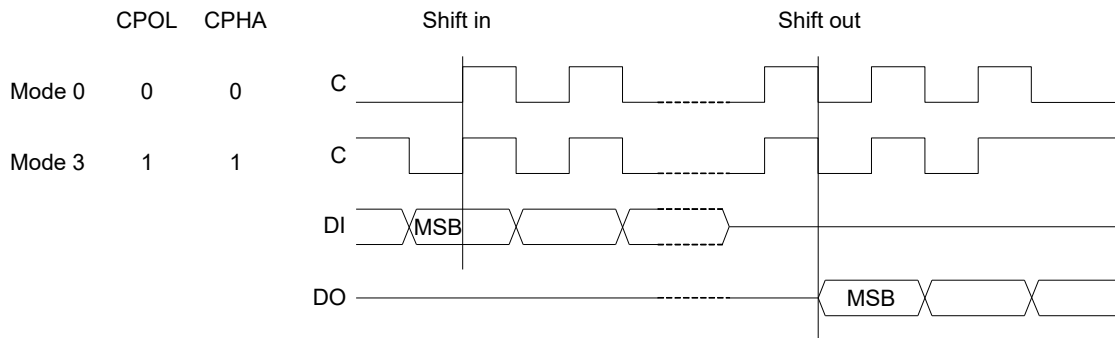 CPOL CPHA Shift in Shift out
Mode 0 0 0 C
Mode 3 1 1 C
DI MSB
DO MSB